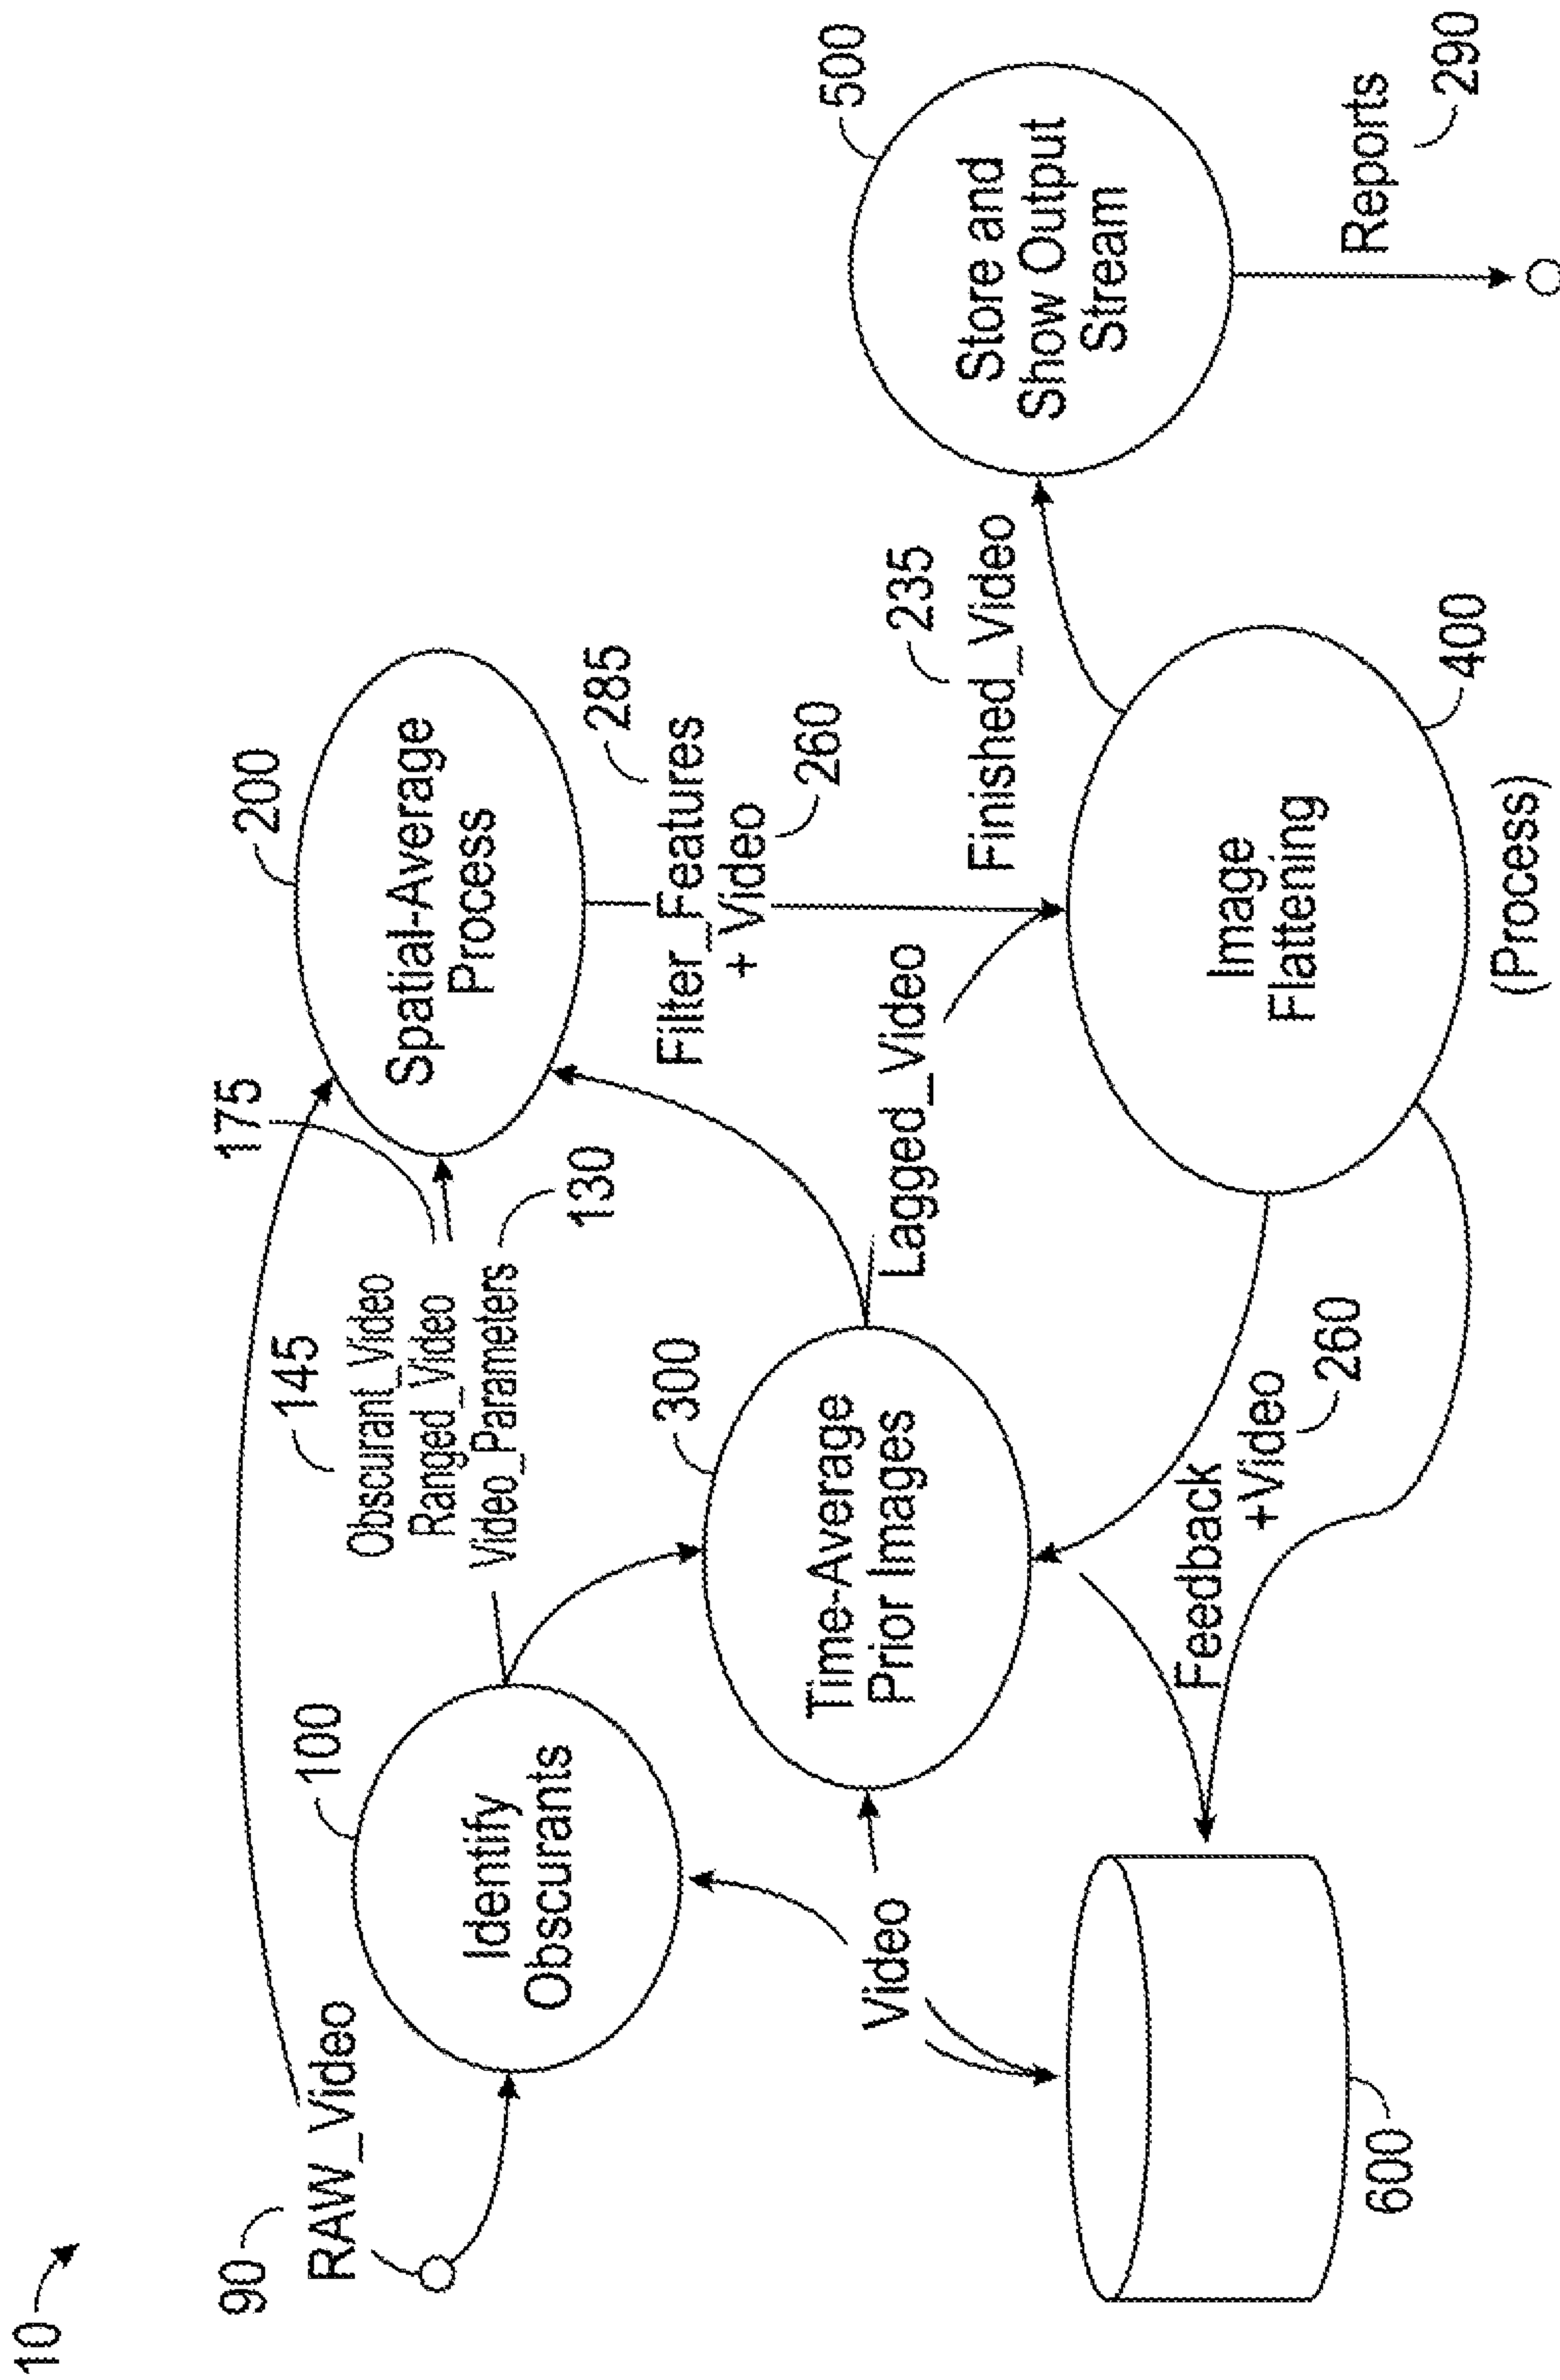 10
90
RAW_Video
100
Identify
Obscurants
145
Obscurant_Video
Ranged_Video
Video_Parameters
175
130
200
Spatial-Average
Process
285
Filter_Features
+ Video
260
300
Time-Average
Prior Images
Lagged_Video
Video
600
Feedback
+Video
260
Image
Flattening
400
(Process)
235
Finished_Video
500
Store and
Show Output
Stream
Reports
290